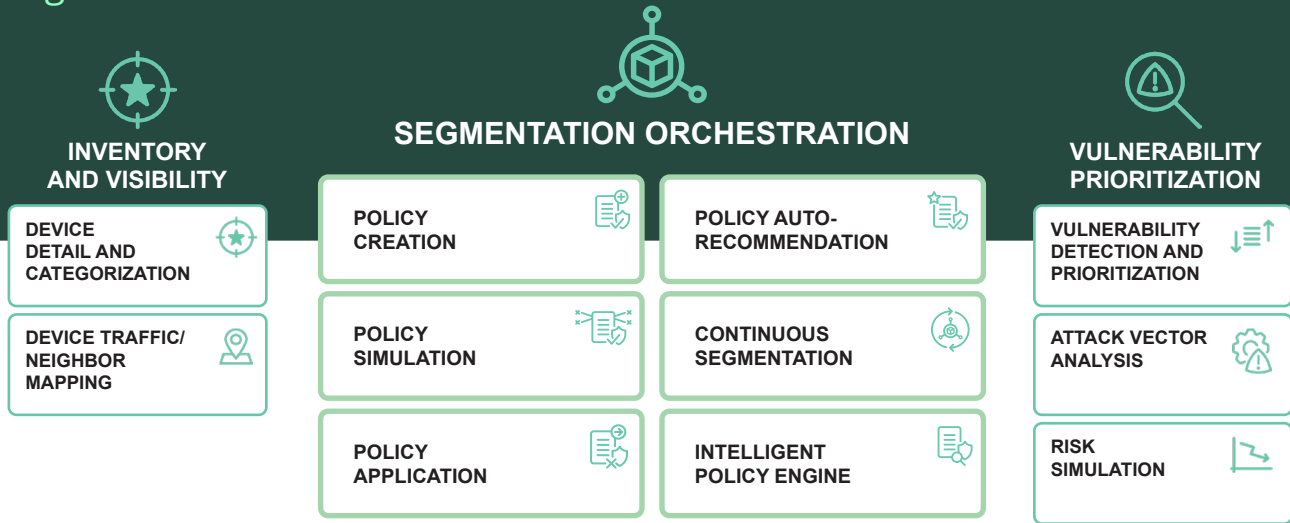 INVENTORY
AND VISIBILITY
DEVICE
DETAIL AND
CATEGORIZATION
DEVICE TRAFFIC/
NEIGHBOR
MAPPING
SEGMENTATION ORCHESTRATION
POLICY
CREATION
POLICY AUTO-
RECOMMENDATION
POLICY
SIMULATION
CONTINUOUS
SEGMENTATION
POLICY
APPLICATION
INTELLIGENT
POLICY ENGINE
VULNERABILITY
PRIORITIZATION
VULNERABILITY
DETECTION AND
PRIORITIZATION
ATTACK VECTOR
ANALYSIS
RISK
SIMULATION